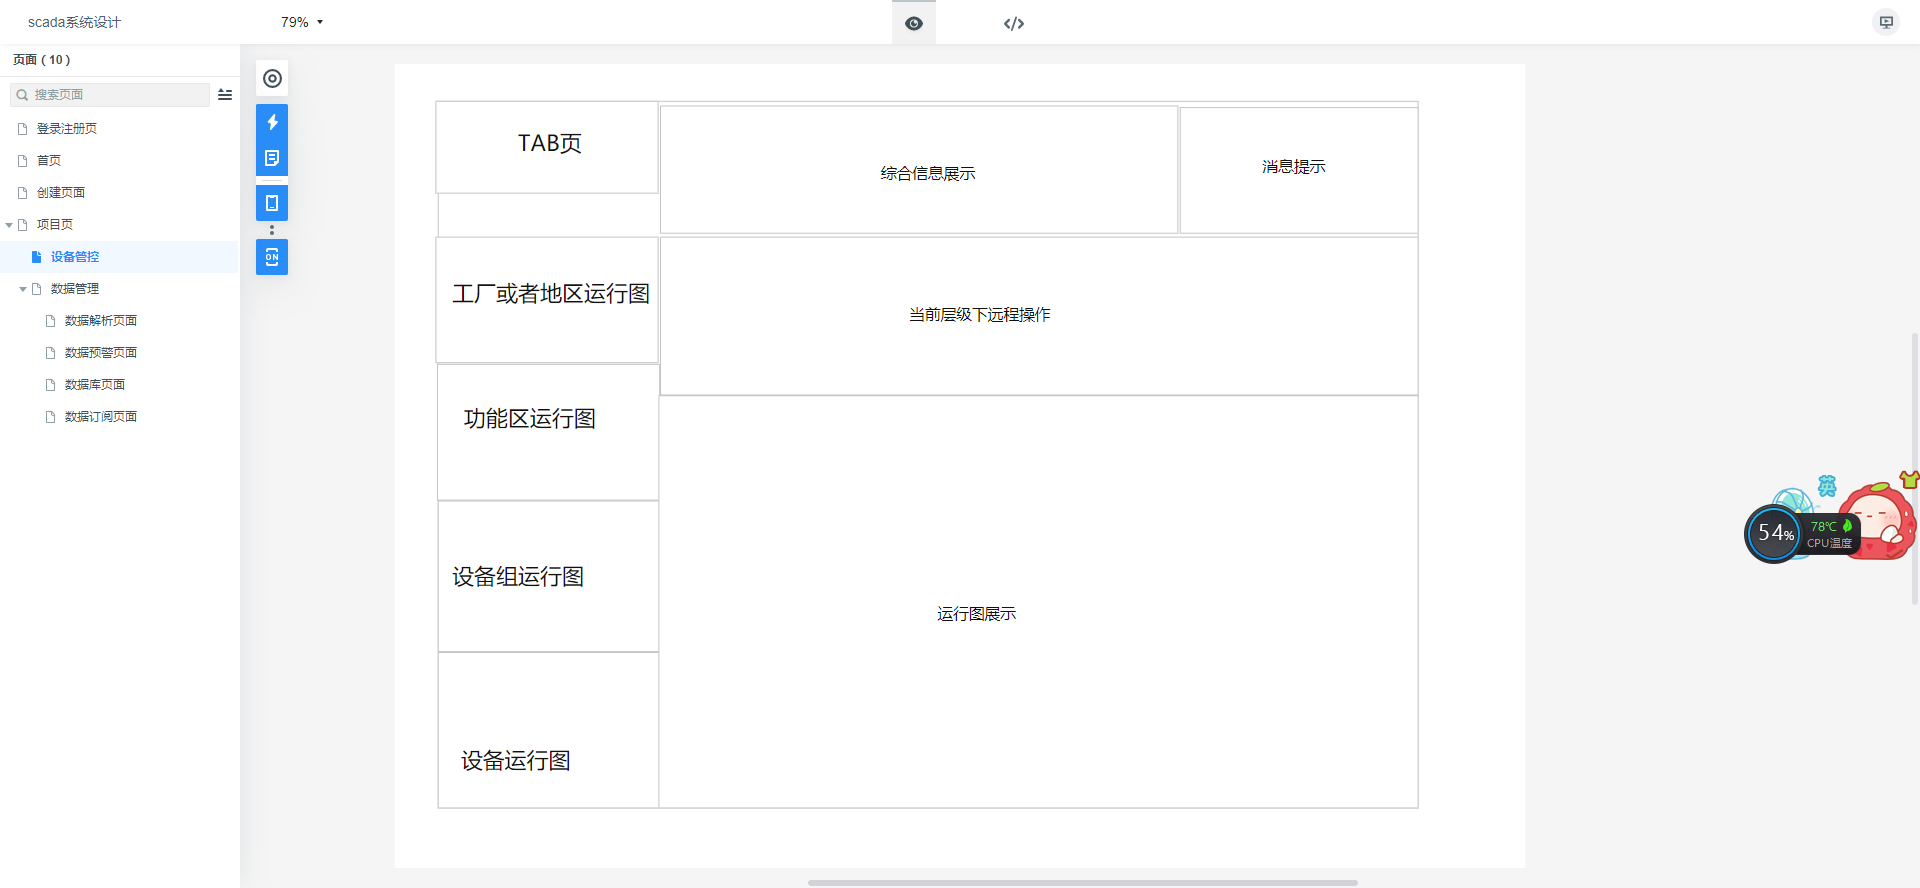 scada系统设计
79%
页面（10）
搜索页面
登录注册页
首页
创建页面
项目页
设备管控
数据管理
数据解析页面
数据预警页面
数据库页面
数据订阅页面
ON
TAB页
综合信息展示
消息提示
工厂或者地区运行图
当前层级下远程操作
功能区运行图
设备组运行图
运行图展示
设备运行图
英
54%
78℃
CPU温度